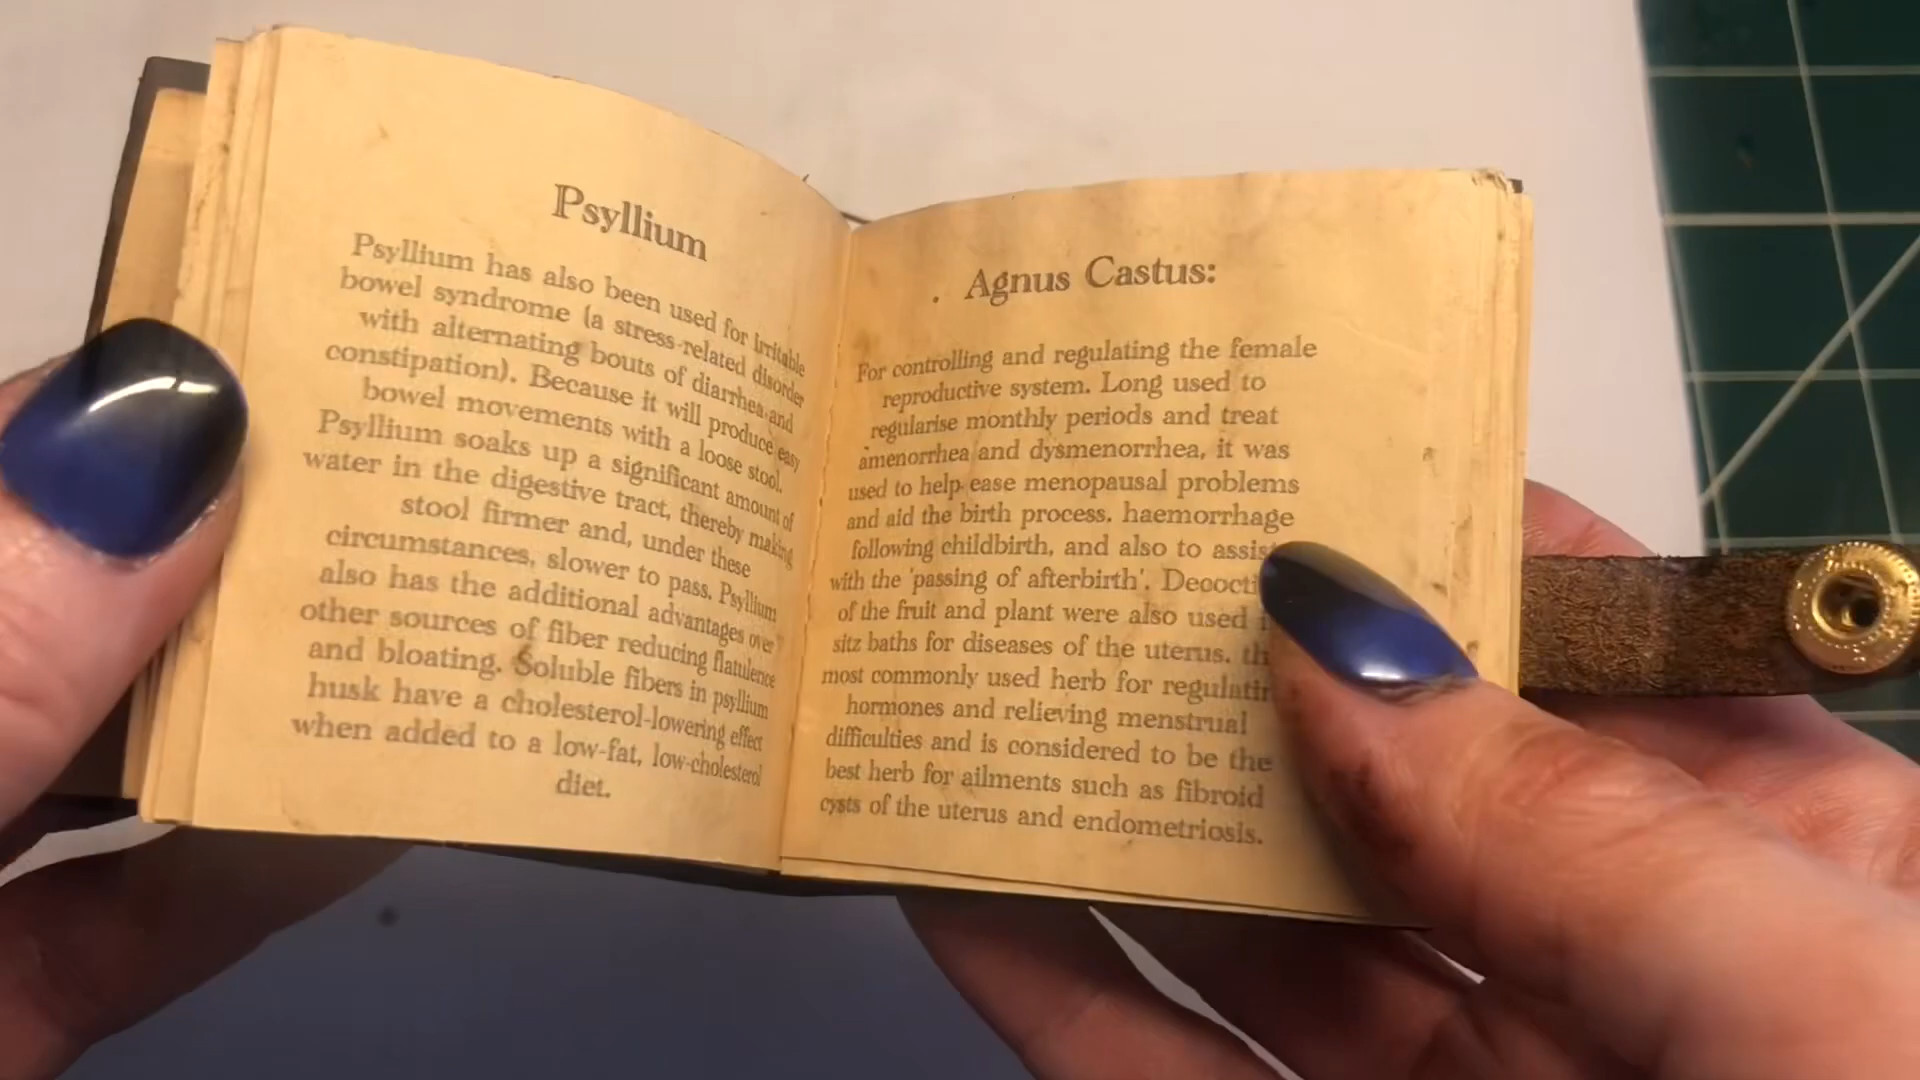 Psyllium
Psyllium has also been used for Irritable
bowel syndrome (a stress-related disorder
with alternating bouts of diarrhea and
constipation). Because it will produce easy
bowel movements with a loose stool.
Psyllium soaks up a significant amount of
water in the digestive tract, thereby making
stool firmer and, under these
circumstances, slower to pass. Psyllium
also has the additional advantages over
other sources of fiber reducing flatulence
and bloating. Soluble fibers in psyllium
husk have a cholesterol-lowering effect
when added to a low-fat, low-cholesterol
diet.
Agnus Castus:
For controlling and regulating the female
reproductive system. Long used to
regularise monthly periods and treat
amenorrhea and dysmenorrhea, it was
used to help ease menopausal problems
and aid the birth process. haemorrhage
following childbirth, and also to assist
with the 'passing of afterbirth'.
of the fruit and plant were also used
sitz baths for diseases of the uterus.
most commonly used herb for
hormones and relieving menstrual
difficulties and is considered to be the
best herb for ailments such as fibroid
cysts of the uterus and endometriosis.